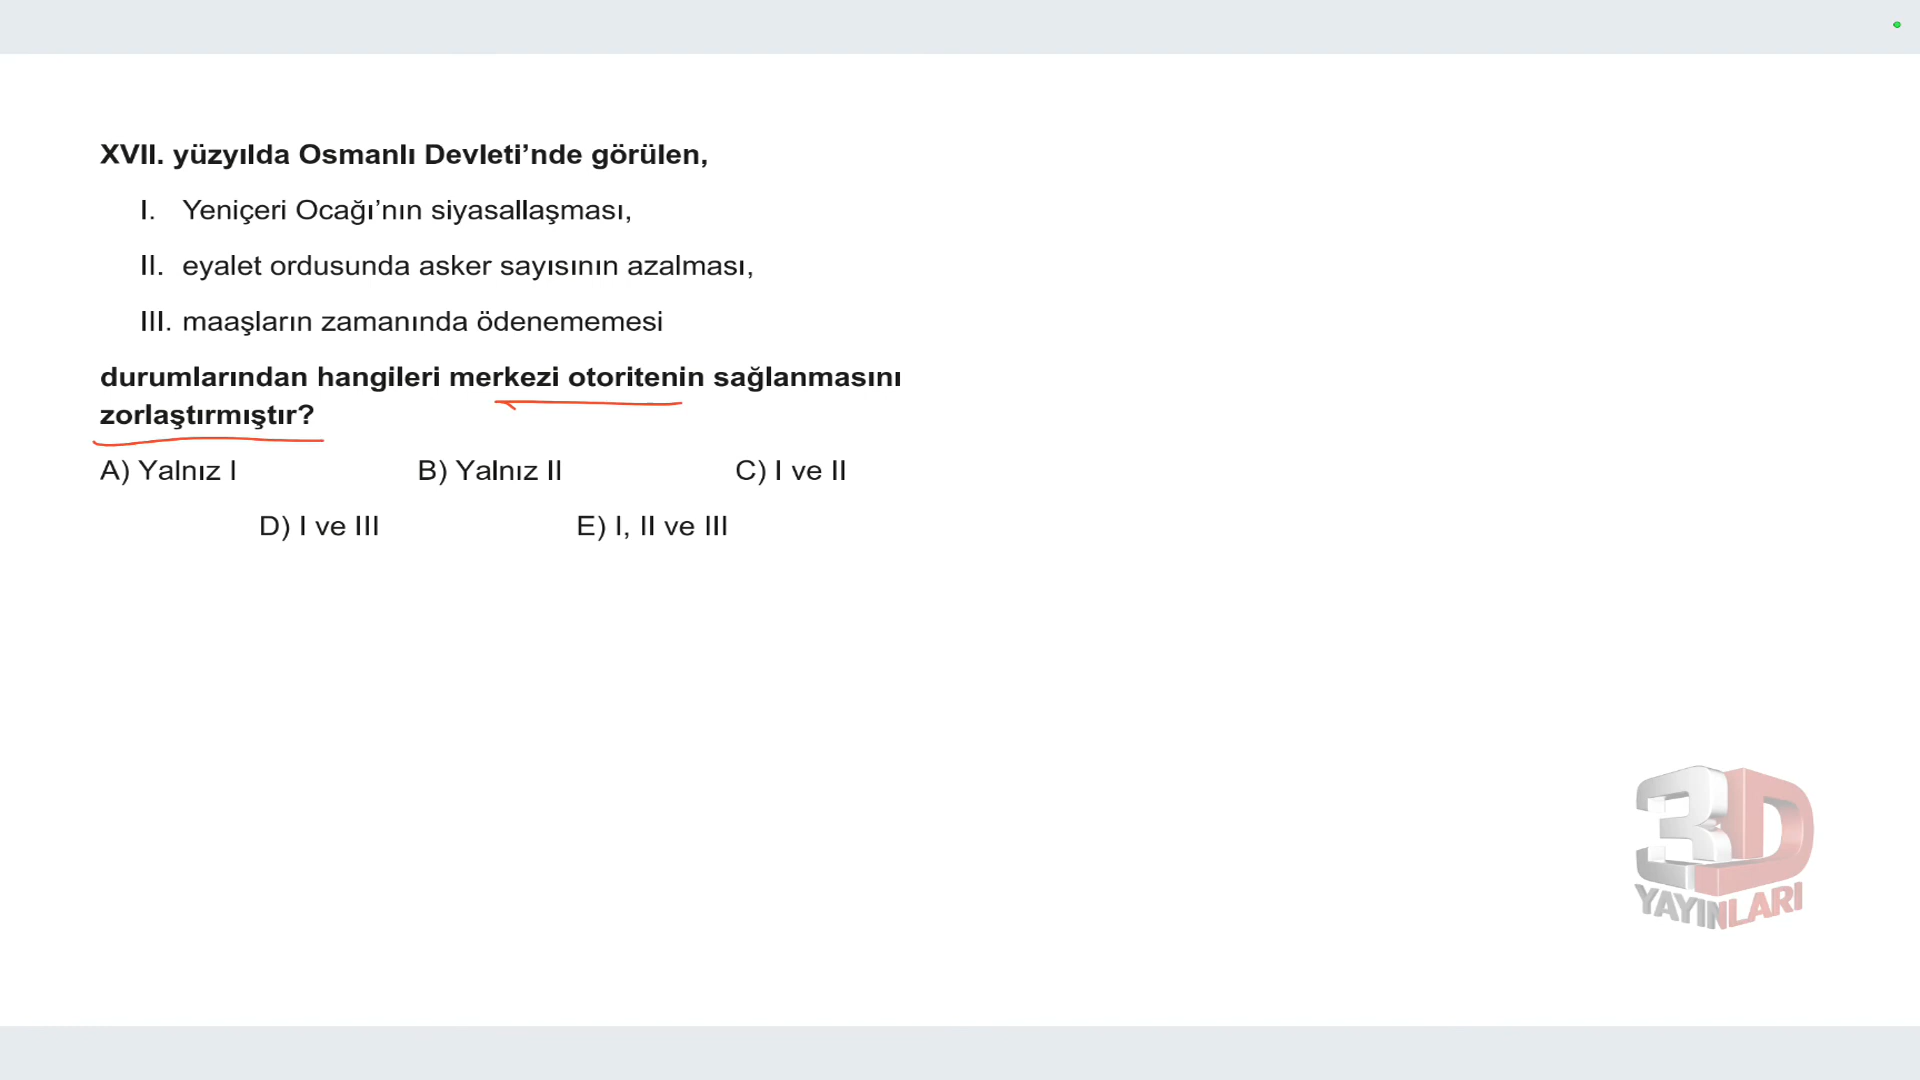 XVII. yüzyılda Osmanlı Devleti’nde görülen,
I. Yeniçeri Ocağı’nın siyasallaşması,
II. eyalet ordusunda asker sayısının azalması,
III. maaşların zamanında ödenememesi
durumlarından hangileri merkezi otoritenin sağlanmasını
zorlaştırmıştır?
A) Yalnız I B) Yalnız II C) I ve II
D) I ve III E) I, II ve III
3D
YAYINLARI